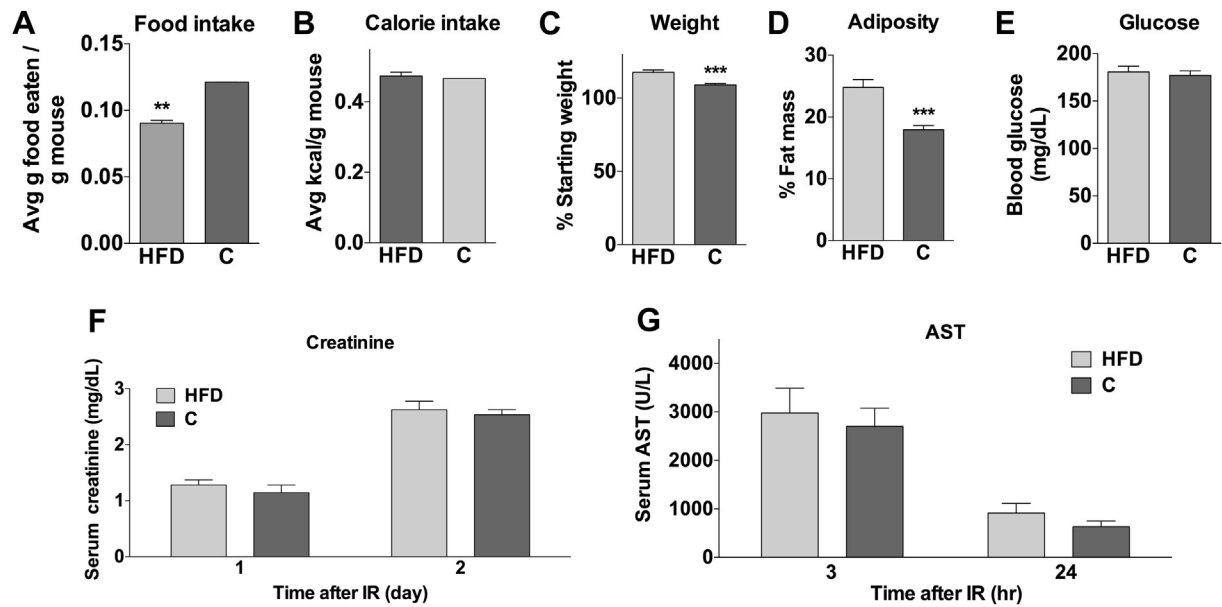 A Food intake
Avg g food eaten /
g mouse
0.15
0.10
0.05
0.00
**
HFD C
B Calorie intake
Avg kcal/g mouse
0.4
0.2
0.0
HFD C
C Weight
% Starting weight
100
50
0
***
HFD C
D Adiposity
% Fat mass
30
20
10
0
***
HFD C
E Glucose
Blood glucose
(mg/dL)
200
150
100
50
0
HFD C
F
Creatinine
Serum creatinine (mg/dL)
3
2
1
0
HFD
C
1 2
Time after IR (day)
G
AST
Serum AST (U/L)
4000
3000
2000
1000
0
HFD
C
3 24
Time after IR (hr)